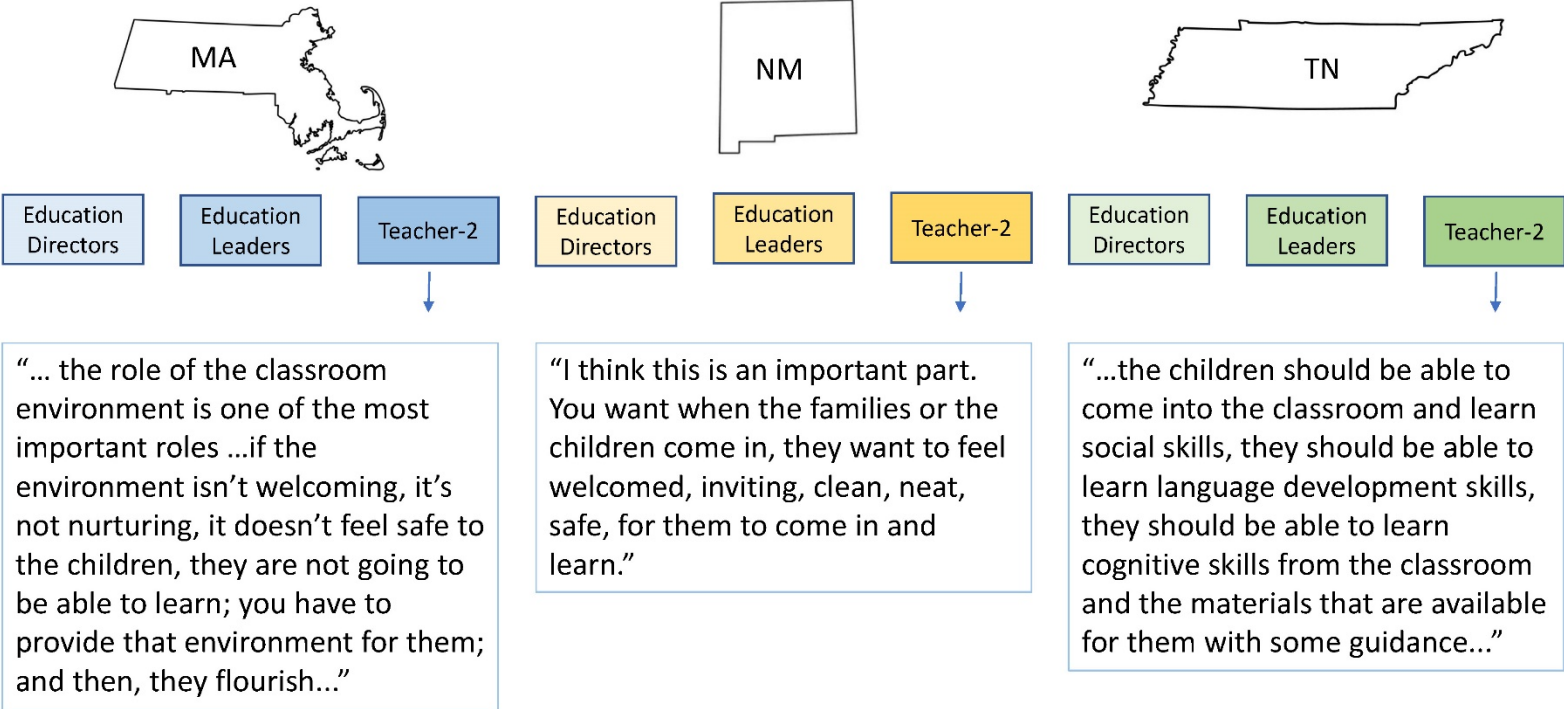 MA
NM
TN
Education
Directors
Education
Leaders
Teacher-2
Education
Directors
Education
Leaders
Teacher-2
Education
Directors
Education
Leaders
Teacher-2
“… the role of the classroom
environment is one of the most
important roles …if the
environment isn’t welcoming, it’s
not nurturing, it doesn’t feel safe to
the children, they are not going to
be able to learn; you have to
provide that environment for them;
and then, they flourish…”
“I think this is an important part.
You want when the families or the
children come in, they want to feel
welcomed, inviting, clean, neat,
safe, for them to come in and
learn.”
“…the children should be able to
come into the classroom and learn
social skills, they should be able to
learn language development skills,
they should be able to learn
cognitive skills from the classroom
and the materials that are available
for them with some guidance...”